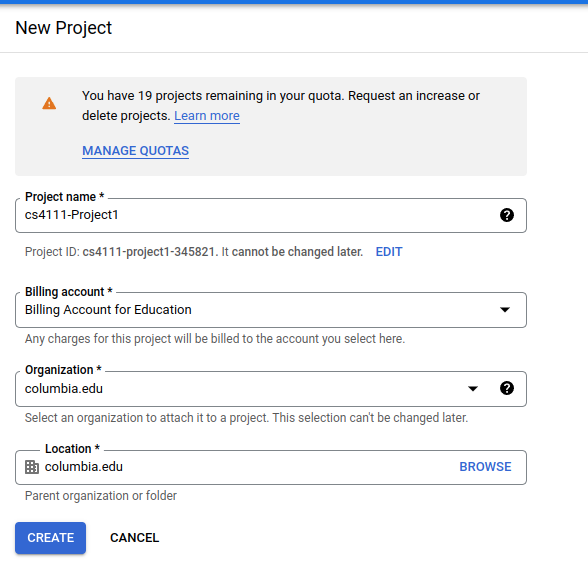 New Project
You have 19 projects remaining in your quota. Request an increase or
delete projects. Learn more
MANAGE QUOTAS
Project name *
cs4111-Project1
Project ID: cs4111-project1-345821. It cannot be changed later. EDIT
Billing account *
Billing Account for Education
Any charges for this project will be billed to the account you select here.
Organization *
columbia.edu
Select an organization to attach it to a project. This selection can't be changed later.
Location *
columbia.edu BROWSE
Parent organization or folder
CREATE CANCEL